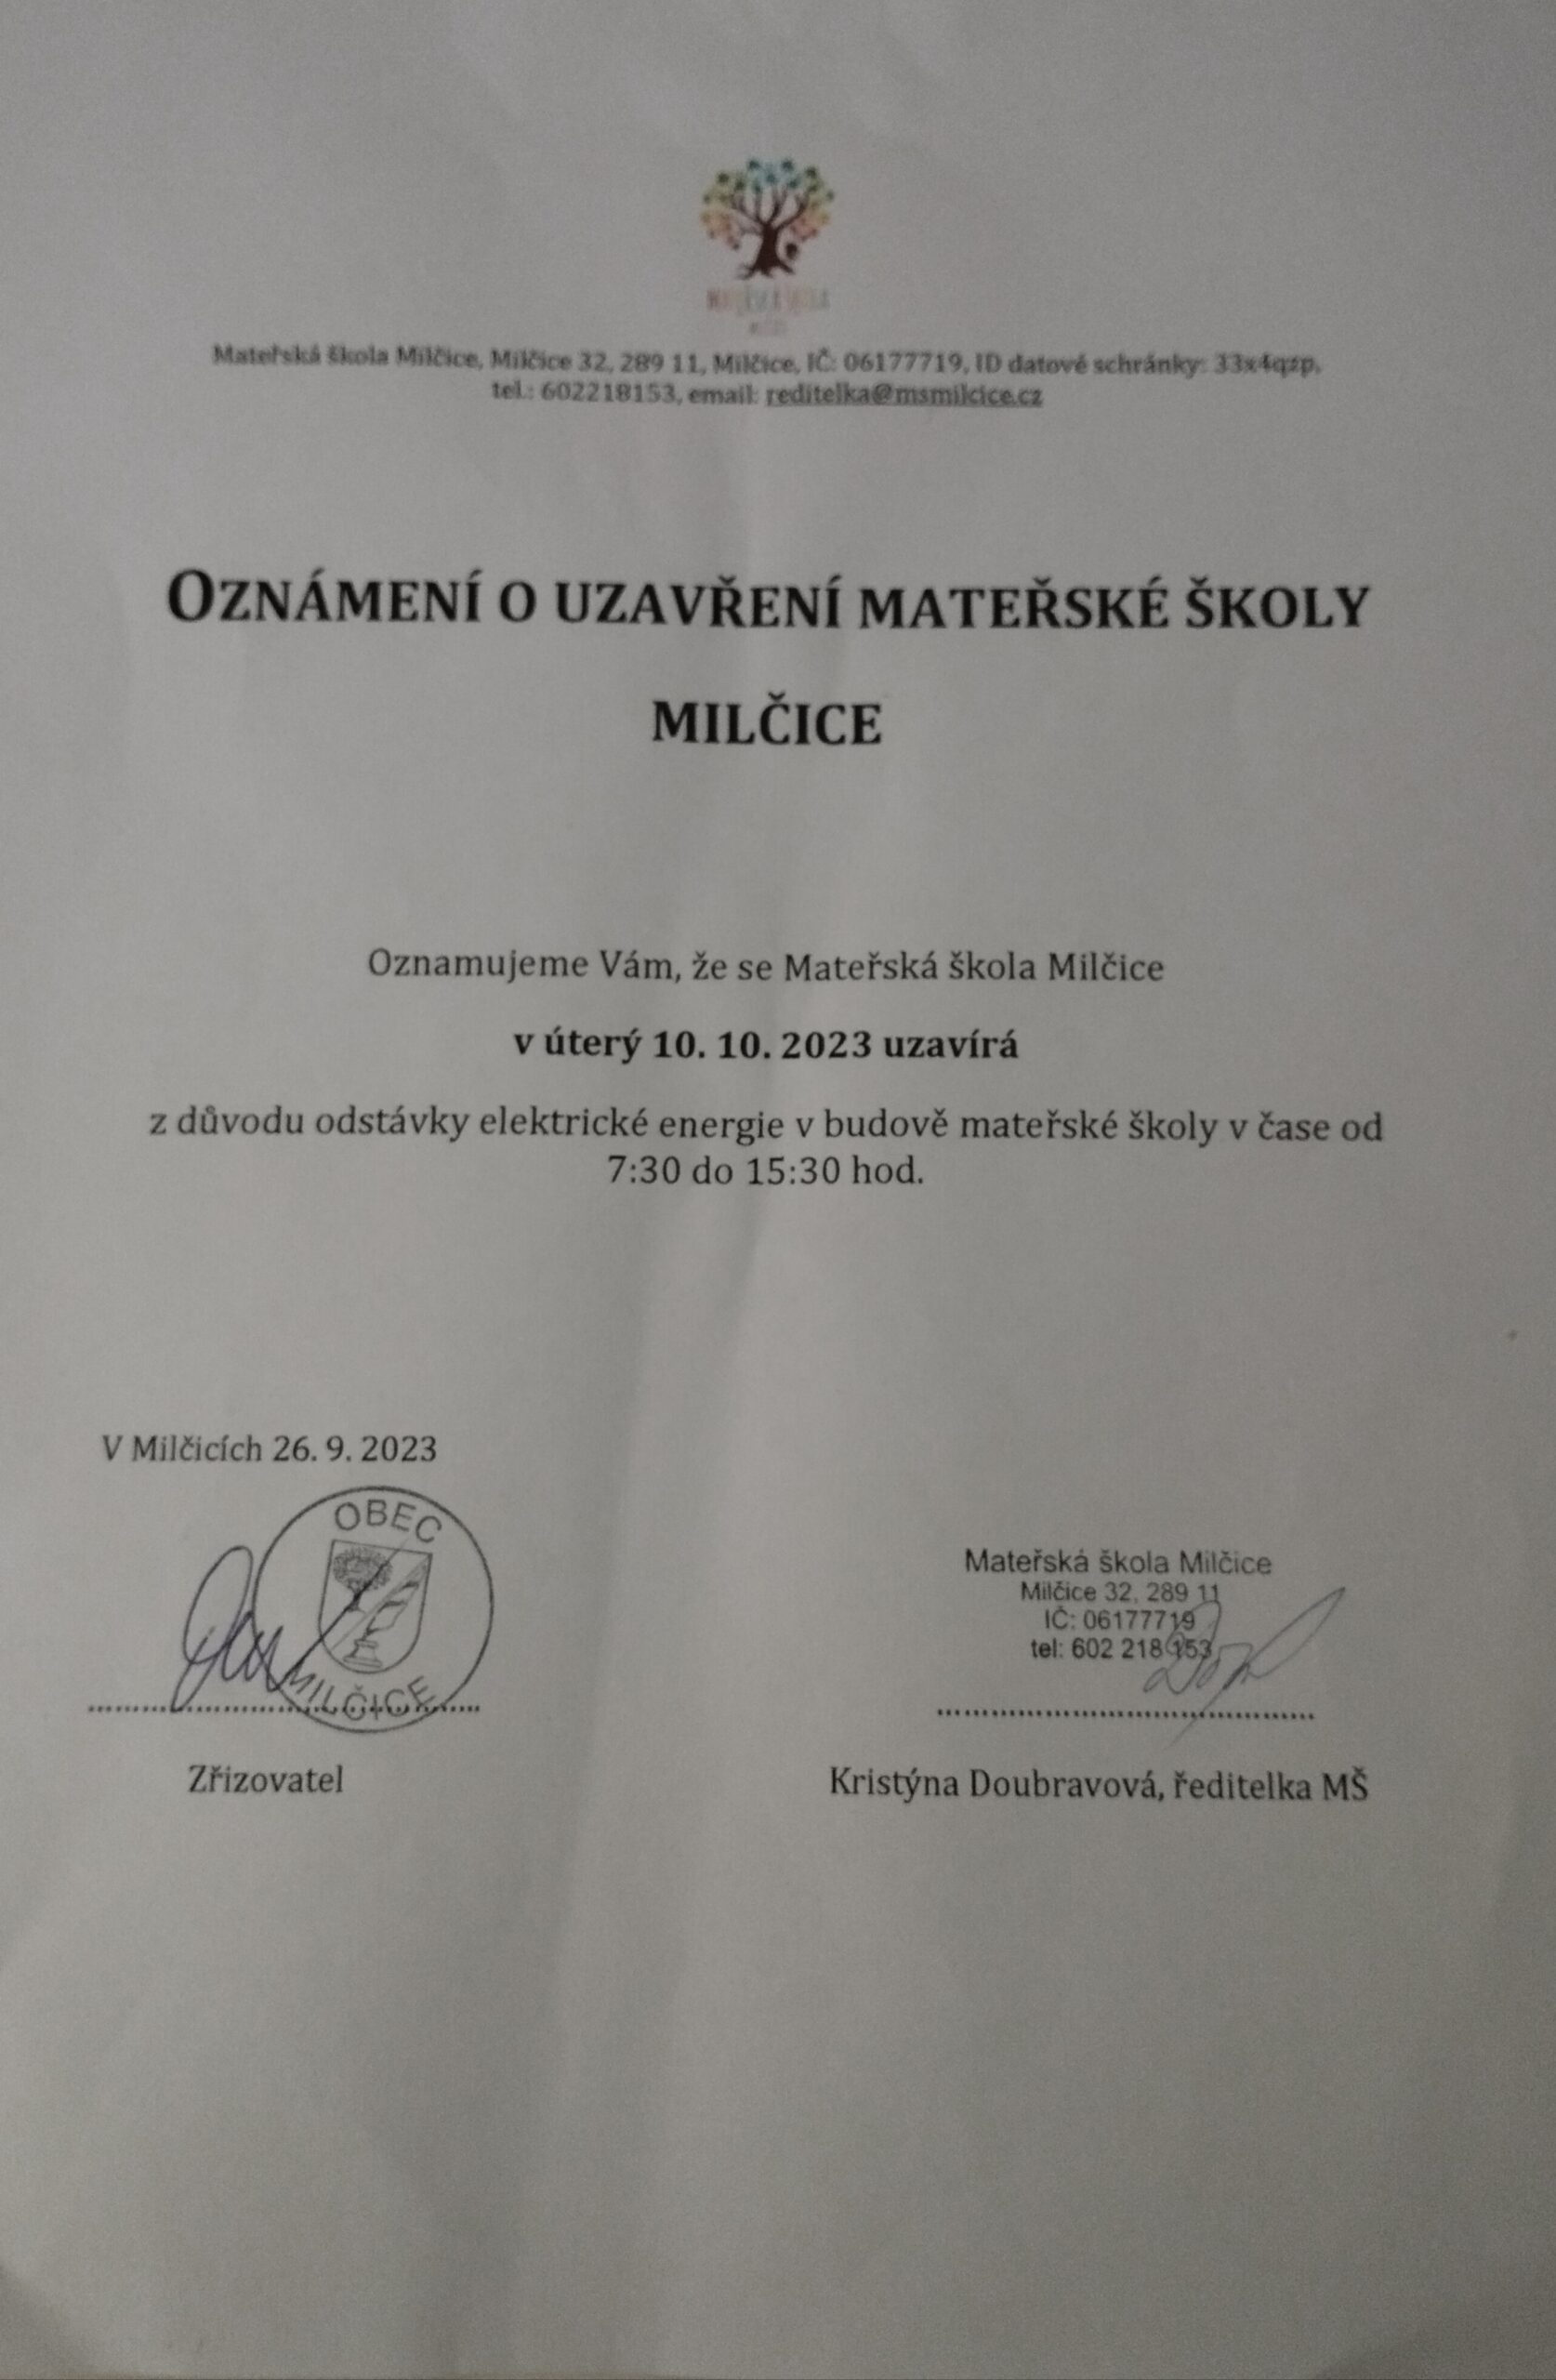 MATEŘSKÁ ŠKOLA
Mateřská škola Milčice, Milčice 32, 289 11, Milčice, IČ: 06177719, ID datové schránky: 33x4qzp,
tel.: 602218153, email: reditelka@msmilcice.cz
OZNÁMENÍ O UZAVŘENÍ MATEŘSKÉ ŠKOLY
MILČICE
Oznamujeme Vám, že se Mateřská škola Milčice
v úterý 10. 10. 2023 uzavírá
z důvodu odstávky elektrické energie v budově mateřské školy v čase od
7:30 do 15:30 hod.
V Milčicích 26. 9. 2023
OBEC
MILČICE
Mateřská škola Milčice
Milčice 32, 289 11
IČ: 06177719
tel: 602 218 153
Zřizovatel
Kristýna Doubravová, ředitelka MŠ